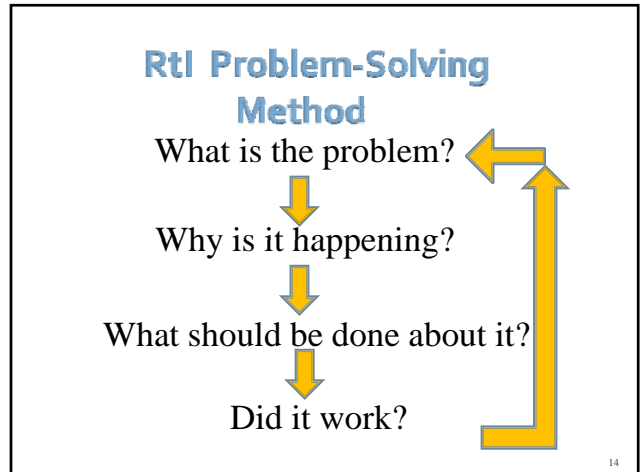 RtI Problem-Solving
Method
What is the problem?
Why is it happening?
What should be done about it?
Did it work?
14